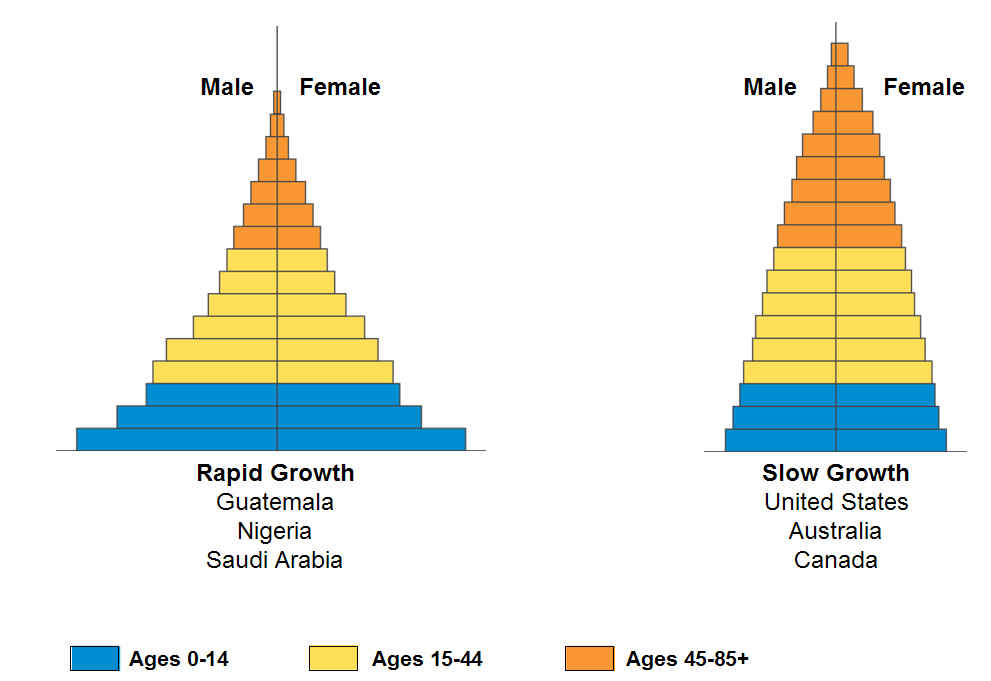 Male Female
Male Female
Rapid Growth
Guatemala
Nigeria
Saudi Arabia
Slow Growth
United States
Australia
Canada
Ages 0-14
Ages 15-44
Ages 45-85+